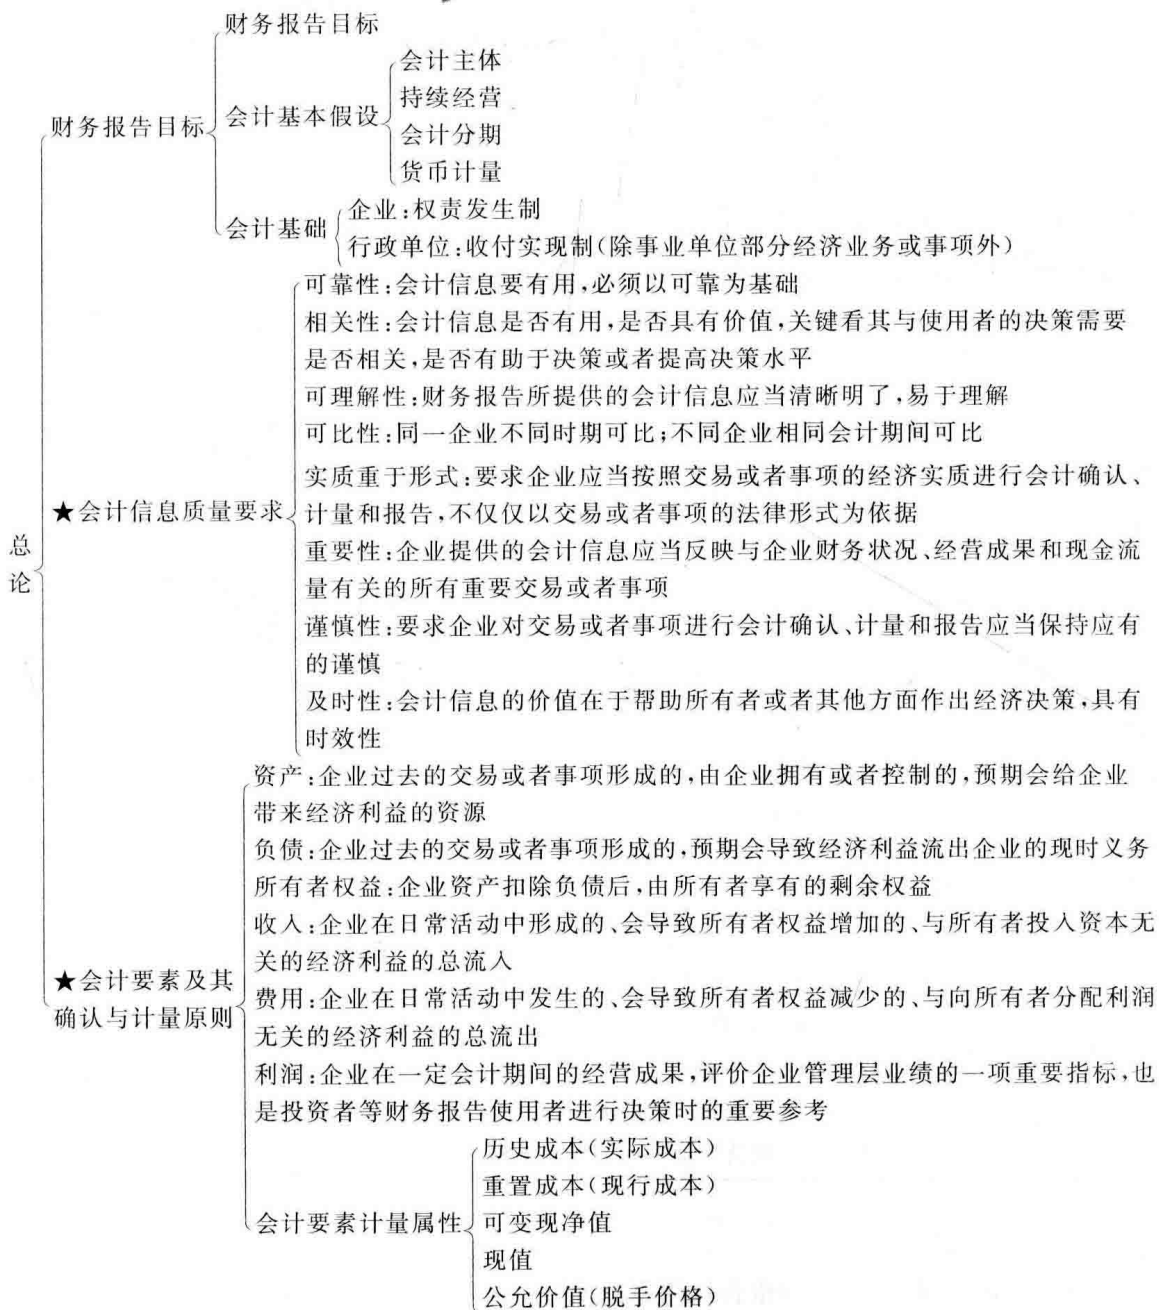 总
论
财务报告目标
财务报告目标
会计基本假设
会计主体
持续经营
会计分期
货币计量
会计基础
企业:权责发生制
行政单位:收付实现制(除事业单位部分经济业务或事项外)
★会计信息质量要求
可靠性:会计信息要有用,必须以可靠为基础
相关性:会计信息是否有用,是否具有价值,关键看其与使用者的决策需要
是否相关,是否有助于决策或者提高决策水平
可理解性:财务报告所提供的会计信息应当清晰明了,易于理解
可比性:同一企业不同时期可比;不同企业相同会计期间可比
实质重于形式:要求企业应当按照交易或者事项的经济实质进行会计确认、
计量和报告,不仅仅以交易或者事项的法律形式为依据
重要性:企业提供的会计信息应当反映与企业财务状况、经营成果和现金流
量有关的所有重要交易或者事项
谨慎性:要求企业对交易或者事项进行会计确认、计量和报告应当保持应有
的谨慎
及时性:会计信息的价值在于帮助所有者或者其他方面作出经济决策,具有
时效性
★会计要素及其
确认与计量原则
资产:企业过去的交易或者事项形成的,由企业拥有或者控制的,预期会给企业
带来经济利益的资源
负债:企业过去的交易或者事项形成的,预期会导致经济利益流出企业的现时义务
所有者权益:企业资产扣除负债后,由所有者享有的剩余权益
收入:企业在日常活动中形成的、会导致所有者权益增加的、与所有者投入资本无
关的经济利益的总流入
费用:企业在日常活动中发生的、会导致所有者权益减少的、与向所有者分配利润
无关的经济利益的总流出
利润:企业在一定会计期间的经营成果,评价企业管理层业绩的一项重要指标,也
是投资者等财务报告使用者进行决策时的重要参考
会计要素计量属性
历史成本(实际成本)
重置成本(现行成本)
可变现净值
现值
公允价值(脱手价格)